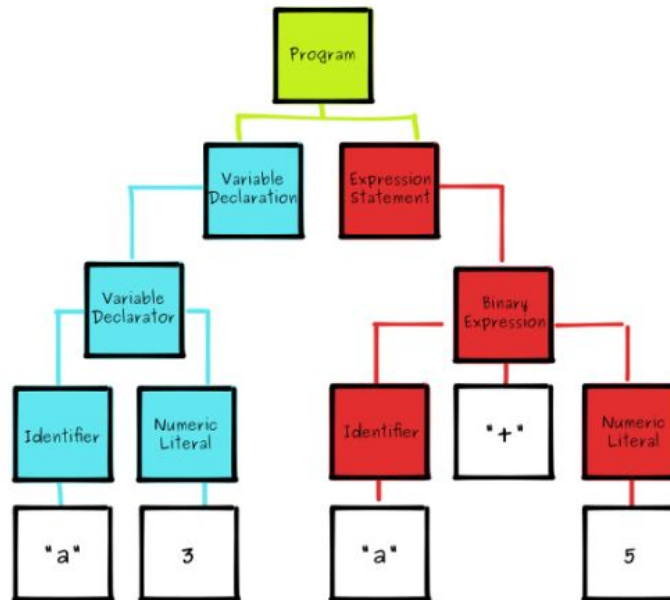 Program
Variable
Declaration
Expression
Statement
Variable
Declarator
Binary
Expression
Identifier
Numeric
Literal
Identifier
"+"
Numeric
Literal
"a"
3
"a"
5